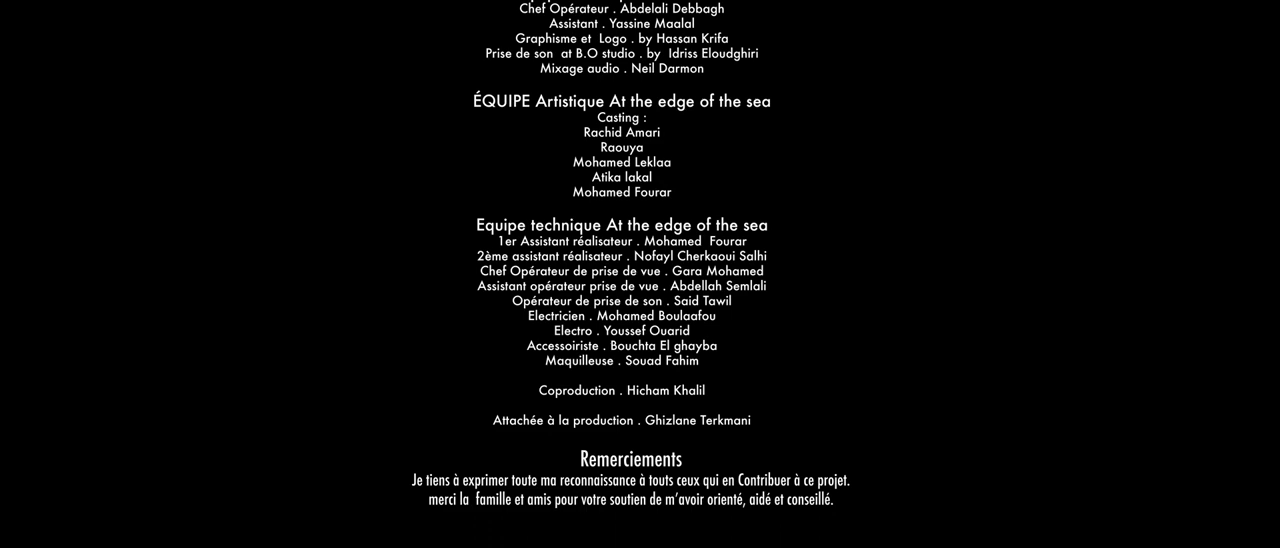 Chef Opérateur . Abdelali Debbagh
Assistant . Yassine Maalal
Graphisme et Logo . by Hassan Krifa
Prise de son at B.O studio . by Idriss Eloudghiri
Mixage audio . Neil Darmon
ÉQUIPE Artistique At the edge of the sea
Casting :
Rachid Amari
Raouya
Mohamed Leklaa
Atika lakal
Mohamed Fourar
Equipe technique At the edge of the sea
1er Assistant réalisateur . Mohamed Fourar
2ème assistant réalisateur . Nofayl Cherkaoui Salhi
Chef Opérateur de prise de vue . Gara Mohamed
Assistant opérateur prise de vue . Abdellah Semlali
Opérateur de prise de son . Said Tawil
Electricien . Mohamed Boulaafou
Electro . Youssef Ouarid
Accessoiriste . Bouchta El ghayba
Maquilleuse . Souad Fahim
Coproduction . Hicham Khalil
Attachée à la production . Ghizlane Terkmani
Remerciements
Je tiens à exprimer toute ma reconnaissance à touts ceux qui en Contribuer à ce projet.
merci la famille et amis pour votre soutien de m'avoir orienté, aidé et conseillé.